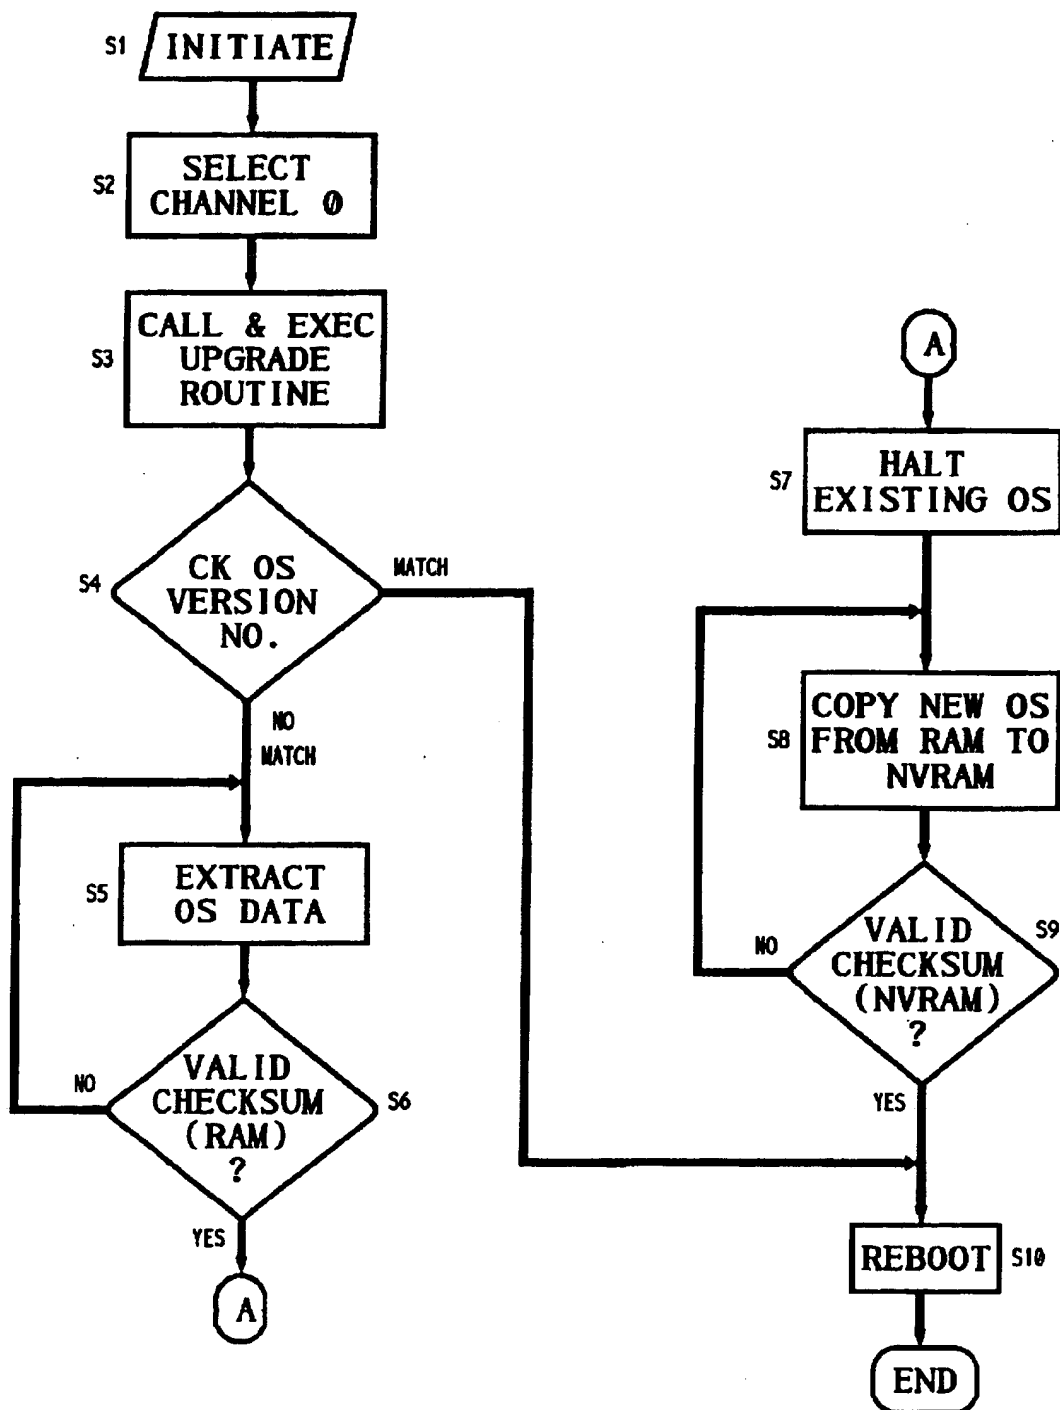 S1
INITIATE
S2
SELECT
CHANNEL 0
S3
CALL & EXEC
UPGRADE
ROUTINE
S4
CK OS
VERSION
NO.
MATCH
NO
MATCH
S5
EXTRACT
OS DATA
VALID
CHECKSUM
(RAM)
?
S6
NO
YES
A
A
S7
HALT
EXISTING OS
S8
COPY NEW OS
FROM RAM TO
NVRAM
VALID
CHECKSUM
(NVRAM)
?
S9
NO
YES
REBOOT
S10
END